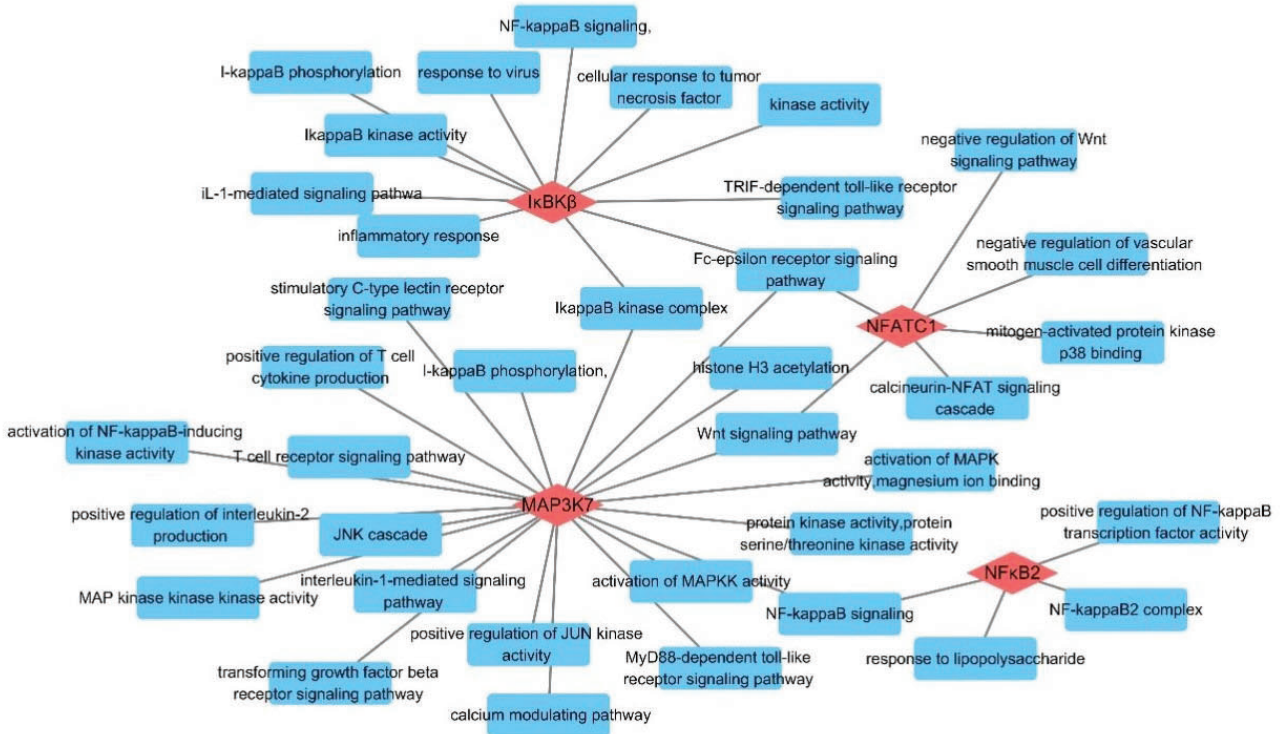 NF-kappaB signaling,
I-kappaB phosphorylation
response to virus
cellular response to tumor
necrosis factor
kinase activity
IkappaB kinase activity
negative regulation of Wnt
signaling pathway
iL-1-mediated signaling pathwa
IκBKβ
TRIF-dependent toll-like receptor
signaling pathway
inflammatory response
Fc-epsilon receptor signaling
pathway
negative regulation of vascular
smooth muscle cell differentiation
stimulatory C-type lectin receptor
signaling pathway
IkappaB kinase complex
NFATC1
mitogen-activated protein kinase
p38 binding
positive regulation of T cell
cytokine production
I-kappaB phosphorylation,
histone H3 acetylation
calcineurin-NFAT signaling
cascade
activation of NF-kappaB-inducing
kinase activity
T cell receptor signaling pathway
Wnt signaling pathway
activation of MAPK
activity,magnesium ion binding
MAP3K7
positive regulation of interleukin-2
production
JNK cascade
protein kinase activity,protein
serine/threonine kinase activity
positive regulation of NF-kappaB
transcription factor activity
NFκB2
MAP kinase kinase kinase activity
interleukin-1-mediated signaling
pathway
activation of MAPKK activity
NF-kappaB signaling
NF-kappaB2 complex
positive regulation of JUN kinase
activity
MyD88-dependent toll-like
receptor signaling pathway
response to lipopolysaccharide
transforming growth factor beta
receptor signaling pathway
calcium modulating pathway